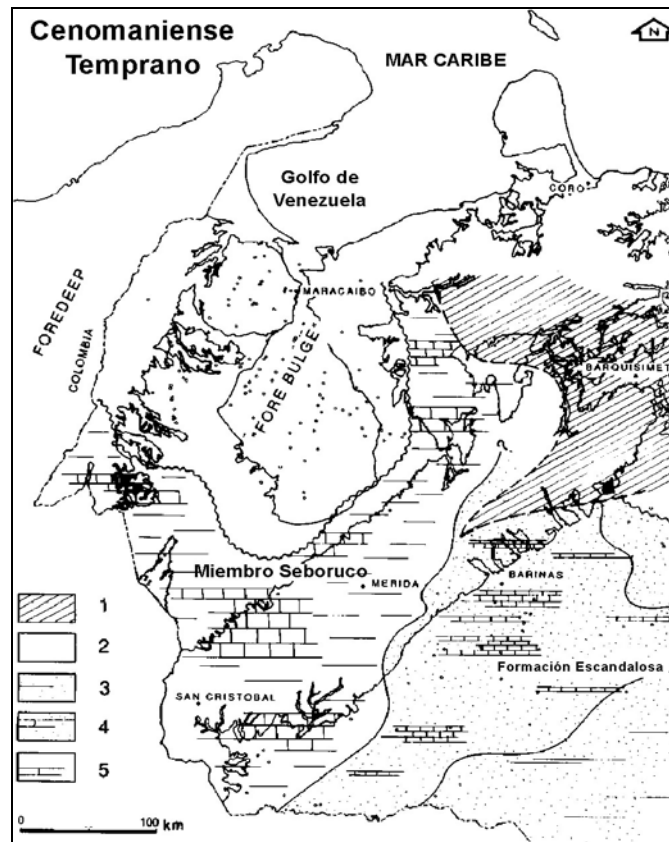 Cenomaniense
Temprano
N
MAR CARIBE
Golfo de
Venezuela
CORO
MARACAIBO
FOREDEEP
COLOMBIA
FORE BULGE
BARQUISIMET
Miembro Seboruco
MERIDA
BARINAS
Formación Escandalosa
SAN CRISTOBAL
1
2
3
4
5
0 100 km